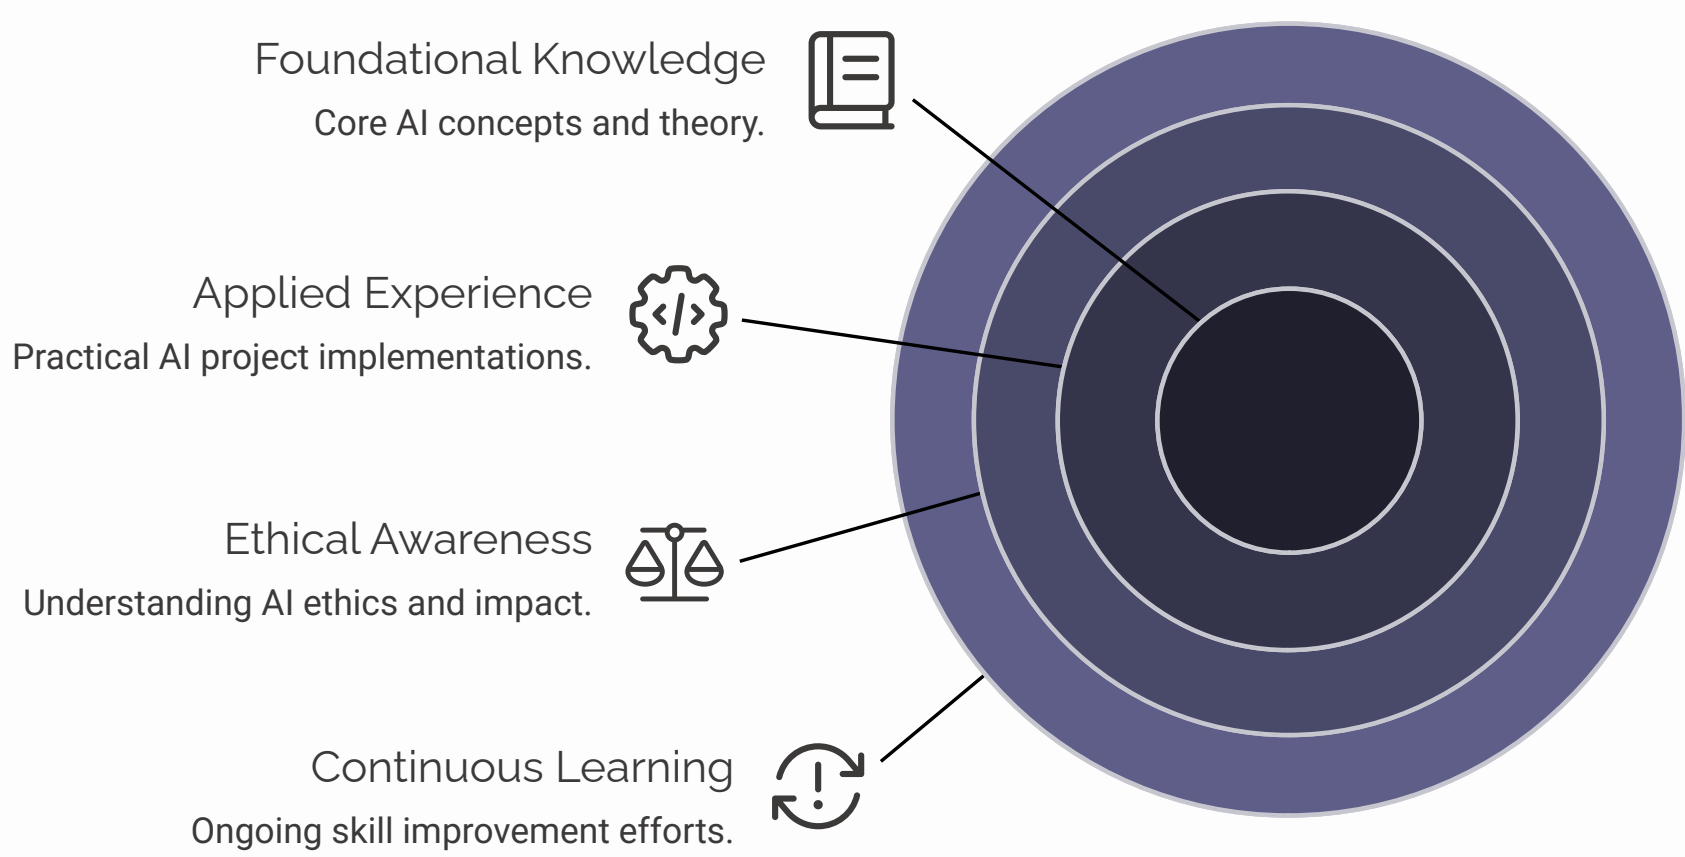 Foundational Knowledge
Core AI concepts and theory.
Applied Experience
Practical AI project implementations.
Ethical Awareness
Understanding AI ethics and impact.
Continuous Learning
Ongoing skill improvement efforts.